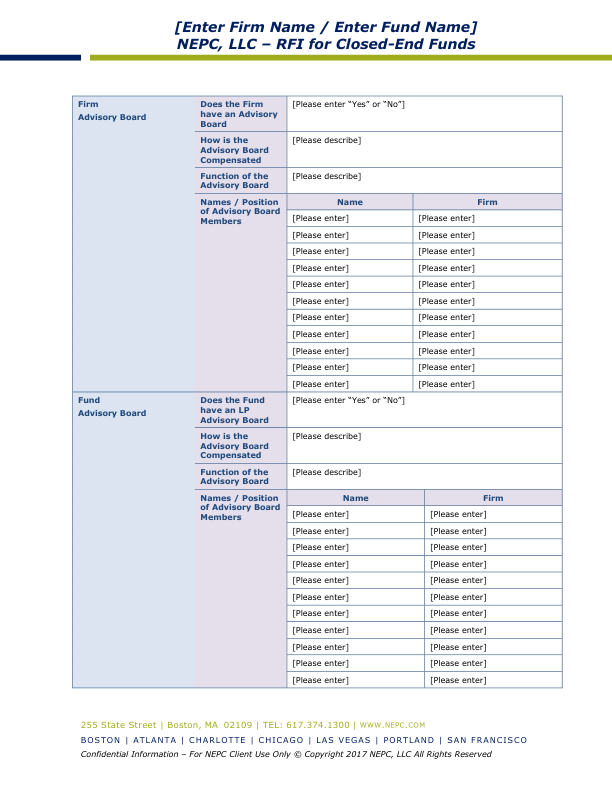 [Enter Firm Name / Enter Fund Name]
NEPC, LLC – RFI for Closed-End Funds
Firm
Advisory Board
Does the Firm
have an Advisory
Board
[Please enter “Yes” or “No”]
How is the
Advisory Board
Compensated
[Please describe]
Function of the
Advisory Board
[Please describe]
Names / Position
of Advisory Board
Members
Name Firm
[Please enter] [Please enter]
[Please enter] [Please enter]
[Please enter] [Please enter]
[Please enter] [Please enter]
[Please enter] [Please enter]
[Please enter] [Please enter]
[Please enter] [Please enter]
[Please enter] [Please enter]
[Please enter] [Please enter]
[Please enter] [Please enter]
[Please enter] [Please enter]
Fund
Advisory Board
Does the Fund
have an LP
Advisory Board
[Please enter “Yes” or “No”]
How is the
Advisory Board
Compensated
[Please describe]
Function of the
Advisory Board
[Please describe]
Names / Position
of Advisory Board
Members
Name Firm
[Please enter] [Please enter]
[Please enter] [Please enter]
[Please enter] [Please enter]
[Please enter] [Please enter]
[Please enter] [Please enter]
[Please enter] [Please enter]
[Please enter] [Please enter]
[Please enter] [Please enter]
[Please enter] [Please enter]
[Please enter] [Please enter]
[Please enter] [Please enter]
255 State Street | Boston, MA 02109 | TEL: 617.374.1300 | WWW.NEPC.COM
BOSTON | ATLANTA | CHARLOTTE | CHICAGO | LAS VEGAS | PORTLAND | SAN FRANCISCO
Confidential Information – For NEPC Client Use Only © Copyright 2017 NEPC, LLC All Rights Reserved